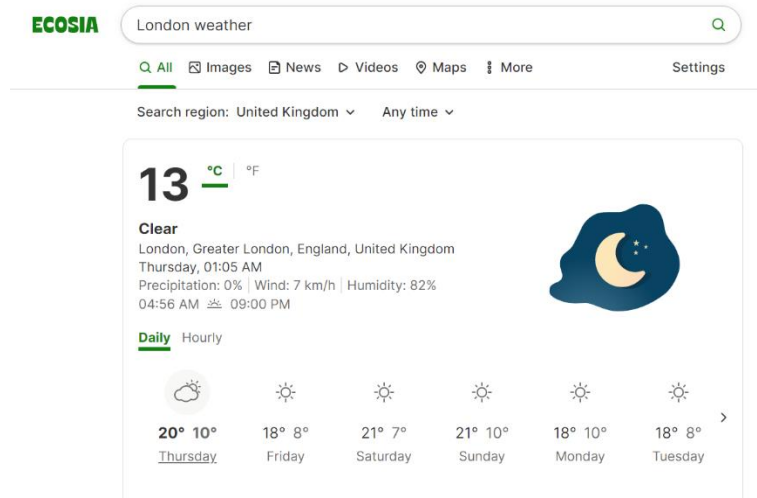 ECOSIA London weather
All Images News Videos Maps More Settings
Search region: United Kingdom Any time
13 °C °F
Clear
London, Greater London, England, United Kingdom
Thursday, 01:05 AM
Precipitation: 0% | Wind: 7 km/h | Humidity: 82%
04:56 AM 09:00 PM
Daily Hourly
20° 10° 18° 8° 21° 7° 21° 10° 18° 10° 18° 8°
Thursday Friday Saturday Sunday Monday Tuesday